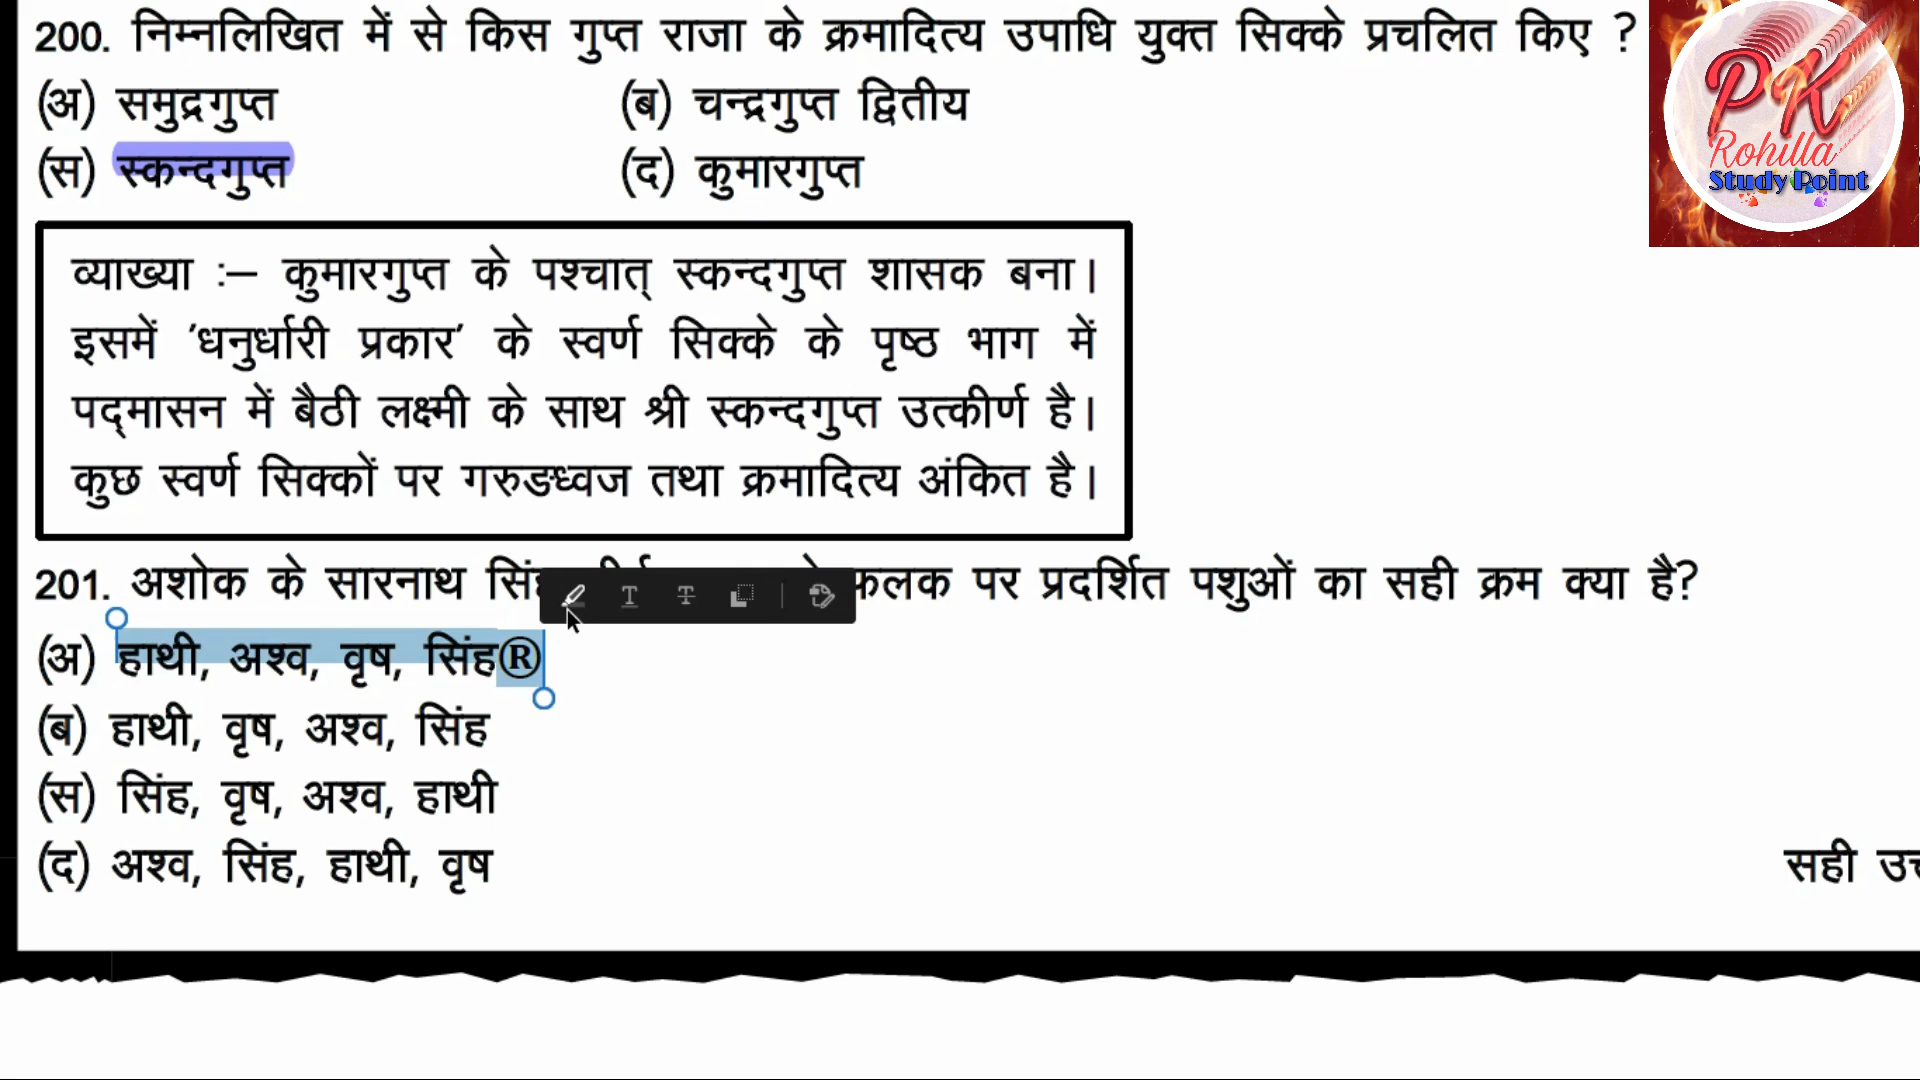 200. निम्नलिखित में से किस गुप्त राजा के क्रमादित्य उपाधि युक्त सिक्के प्रचलित किए ?
(अ) समुद्रगुप्त (ब) चन्द्रगुप्त द्वितीय
(स) स्कन्दगुप्त (द) कुमारगुप्त
व्याख्या :– कुमारगुप्त के पश्चात् स्कन्दगुप्त शासक बना।
इसमें 'धनुर्धारी प्रकार' के स्वर्ण सिक्के के पृष्ठ भाग में
पद्मासन में बैठी लक्ष्मी के साथ श्री स्कन्दगुप्त उत्कीर्ण है।
कुछ स्वर्ण सिक्कों पर गरुडध्वज तथा क्रमादित्य अंकित है।
201. अशोक के सारनाथ फलक पर प्रदर्शित पशुओं का सही क्रम क्या है?
(अ) हाथी, अश्व, वृष, सिंह®
(ब) हाथी, वृष, अश्व, सिंह
(स) सिंह, वृष, अश्व, हाथी
(द) अश्व, सिंह, हाथी, वृष
सही
PK
Rohilla
Study Point